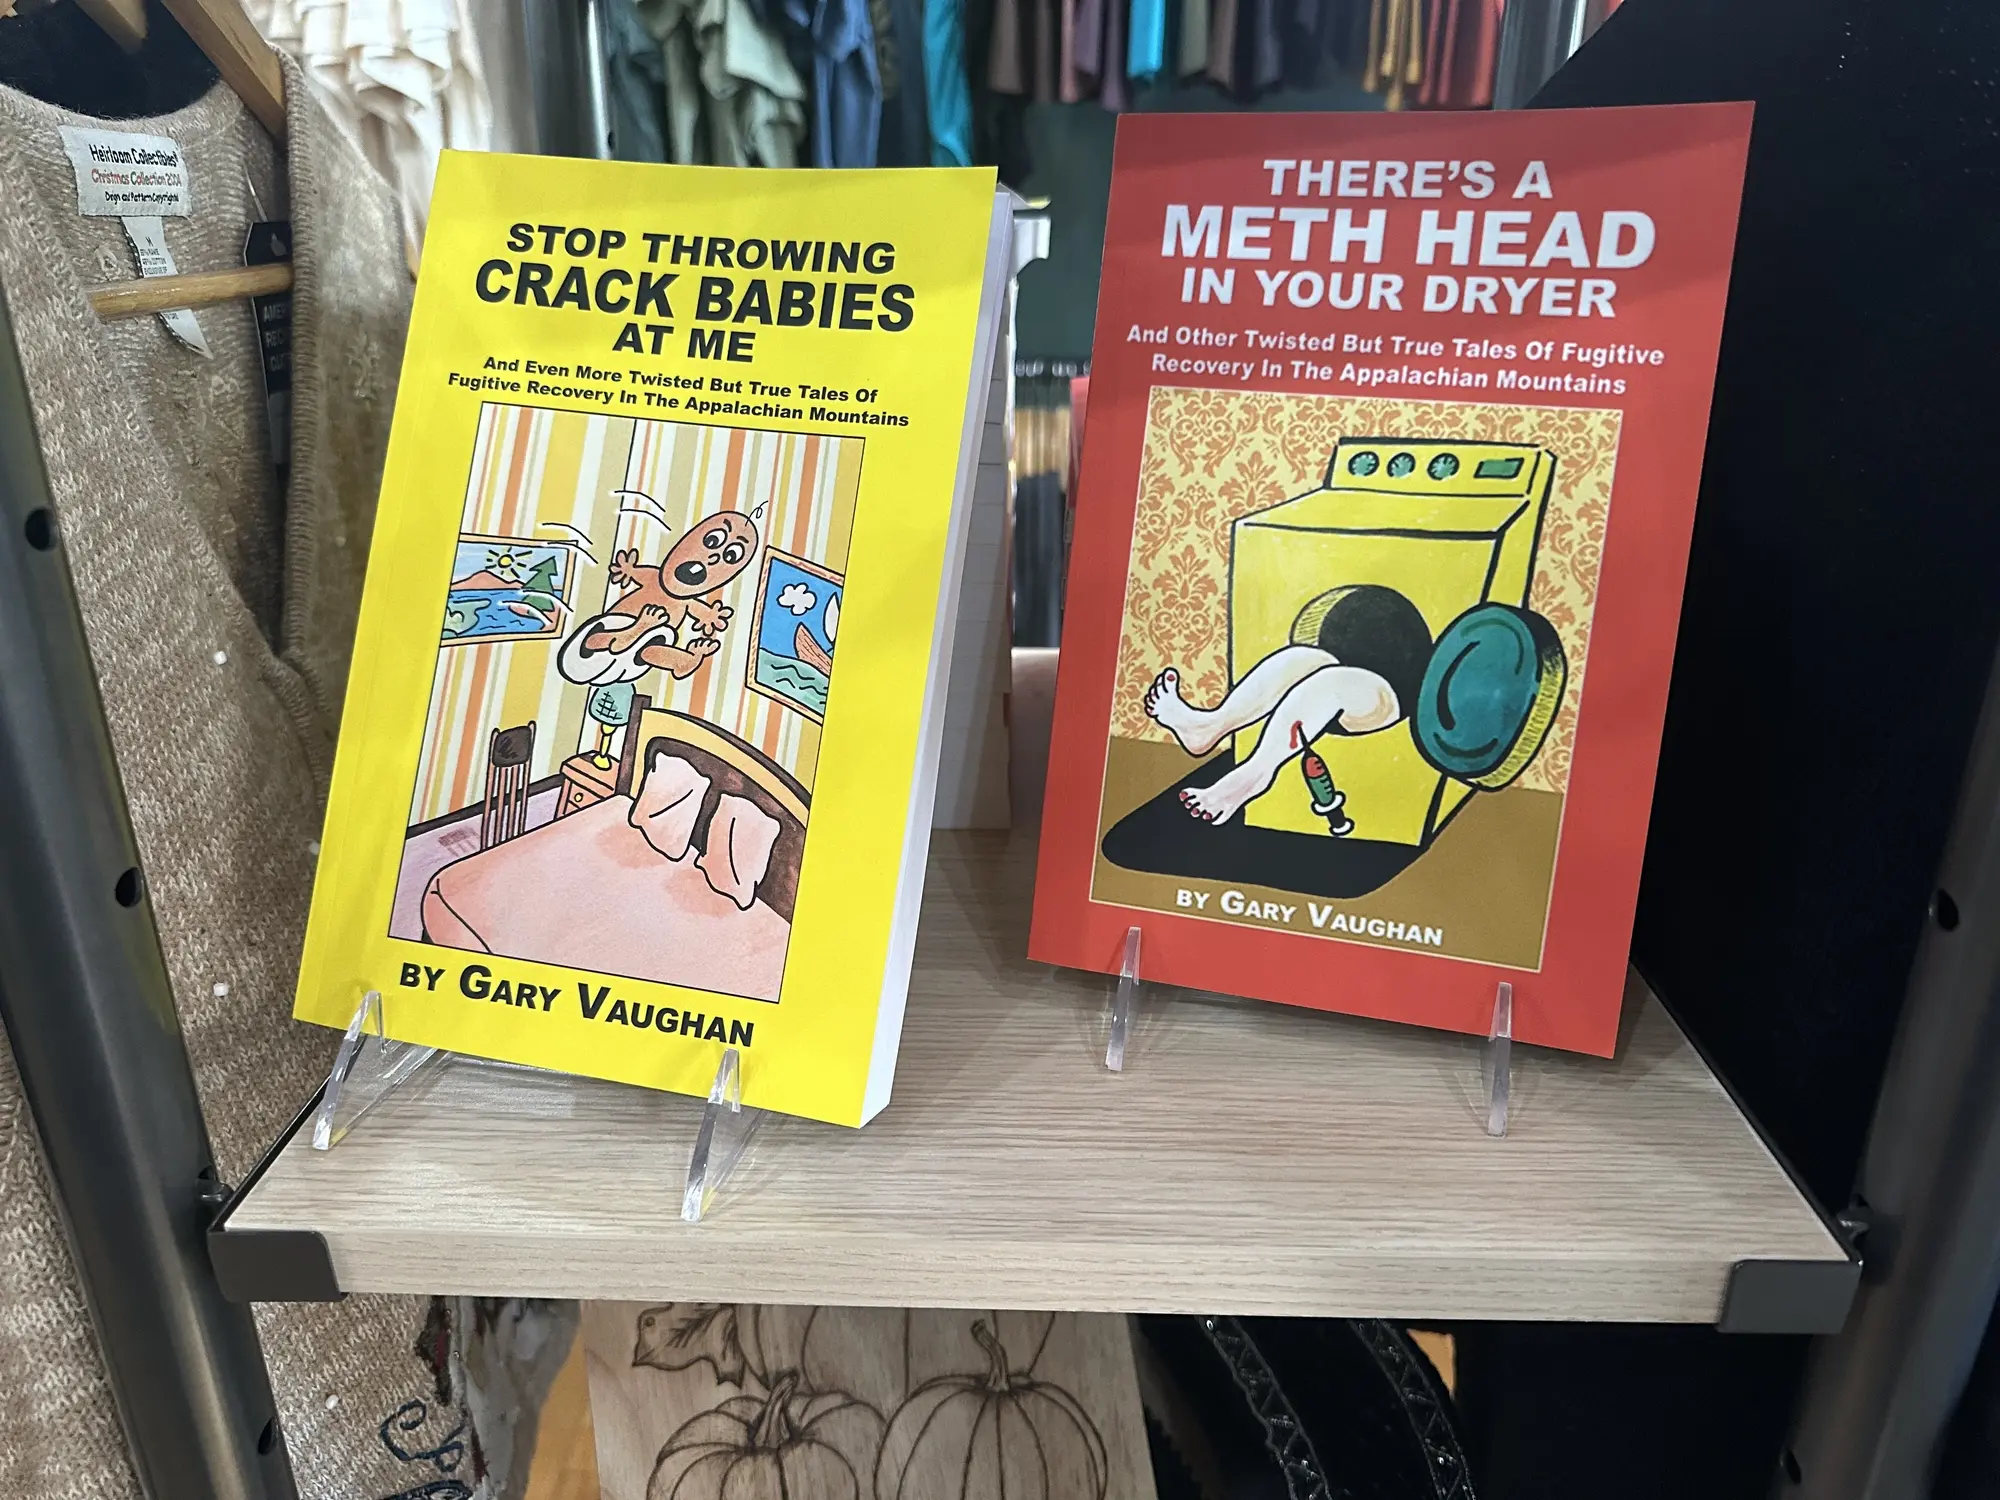 Heirloom Collectibles
Christmas Collection 2004
M
STOP THROWING
CRACK BABIES
AT ME
And Even More Twisted But True Tales Of
Fugitive Recovery In The Appalachian Mountains
BY GARY VAUGHAN
THERE'S A
METH HEAD
IN YOUR DRYER
And Other Twisted But True Tales Of Fugitive
Recovery In The Appalachian Mountains
BY GARY VAUGHAN